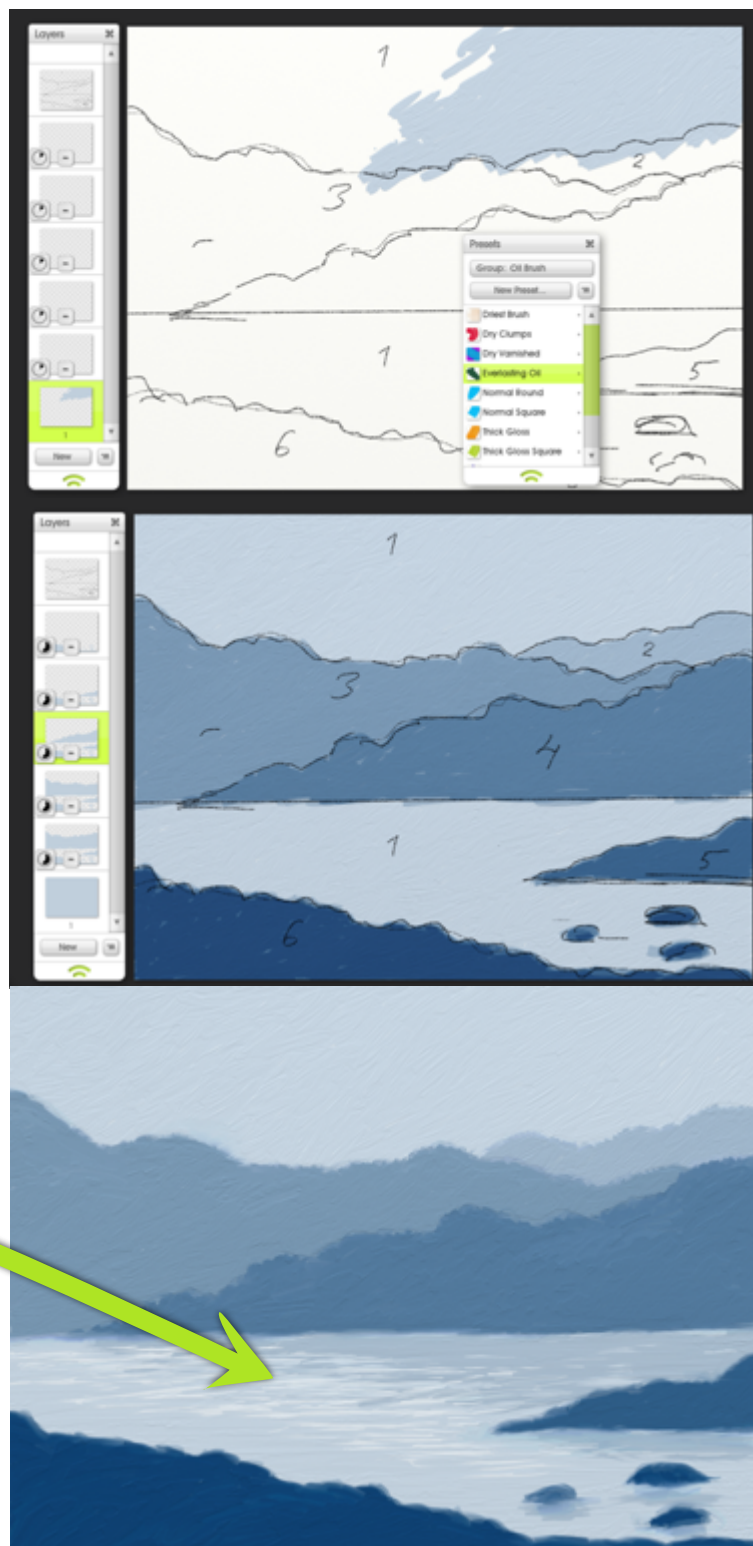 Layers
1
2
3
Presets
Group: Oil Brush
New Preset...
Driest Brush
Dry Clumps
Dry Varnished
Everlasting Oil
Normal Round
Normal Square
Thick Gloss
Thick Gloss Square
1
5
6
1
New
Layers
1
2
3
4
1
5
6
1
New